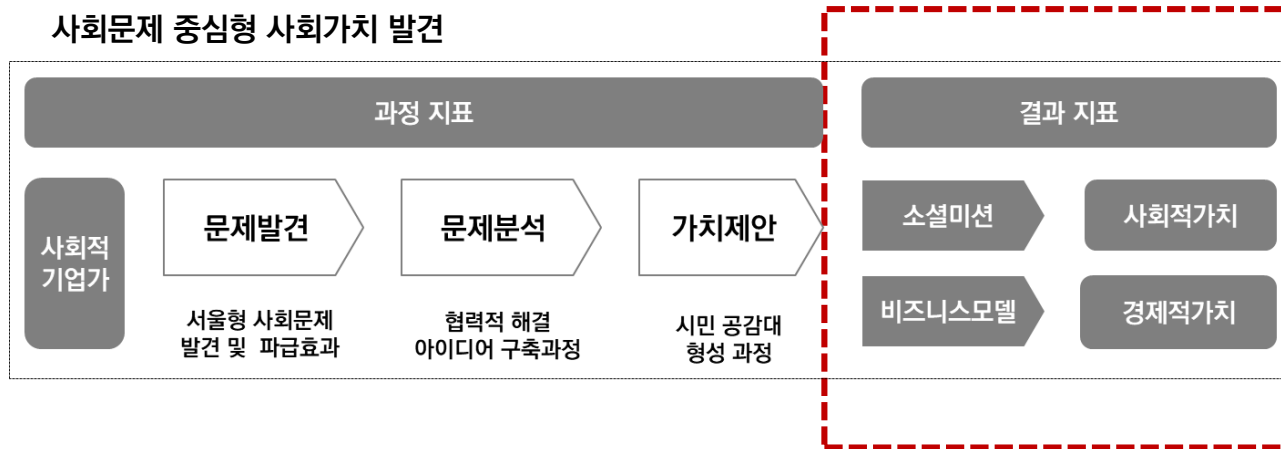 사회문제 중심형 사회가치 발견
과정 지표
결과 지표
사회적
기업가
문제발견
문제분석
가치제안
소셜미션
사회적가치
비즈니스모델
경제적가치
서울형 사회문제
발견 및 파급효과
협력적 해결
아이디어 구축과정
시민 공감대
형성 과정